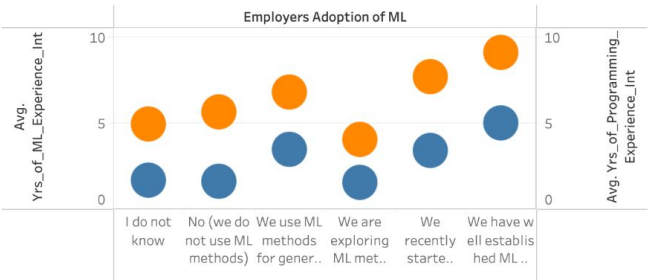 Employers Adoption of ML
Avg.
Yrs_of_ML_Experience_Int
10
5
0
10
5
0
Avg. Yrs_of_Programming_
Experience_Int
I do not
know
No (we do
not use ML
methods)
We use ML
methods
for gener..
We are
exploring
ML met..
We
recently
starte..
We have w
ell establis
hed ML ..